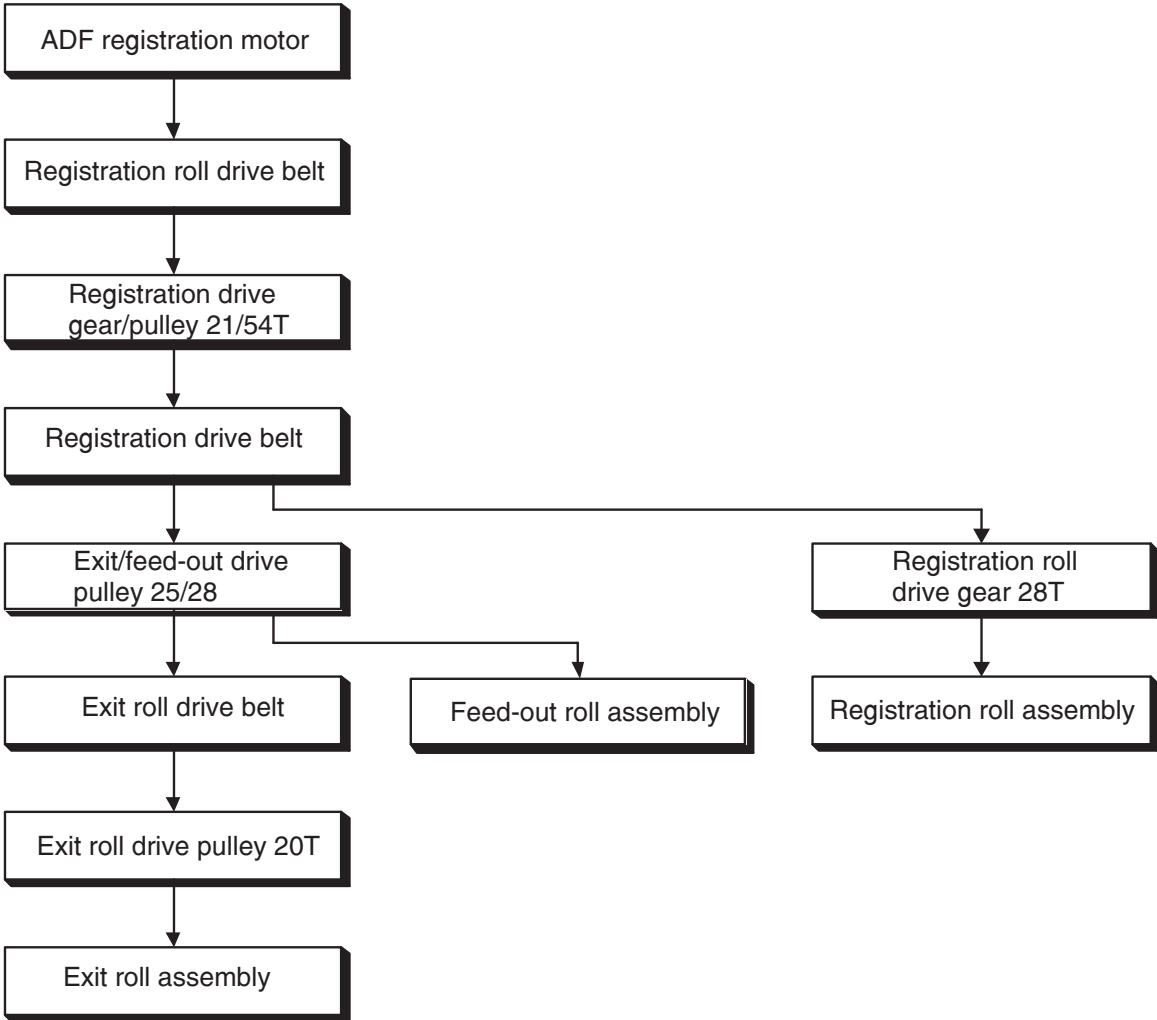 ADF registration motor
Registration roll drive belt
Registration drive
gear/pulley 21/54T
Registration drive belt
Exit/feed-out drive
pulley 25/28
Registration roll
drive gear 28T
Exit roll drive belt
Feed-out roll assembly
Registration roll assembly
Exit roll drive pulley 20T
Exit roll assembly